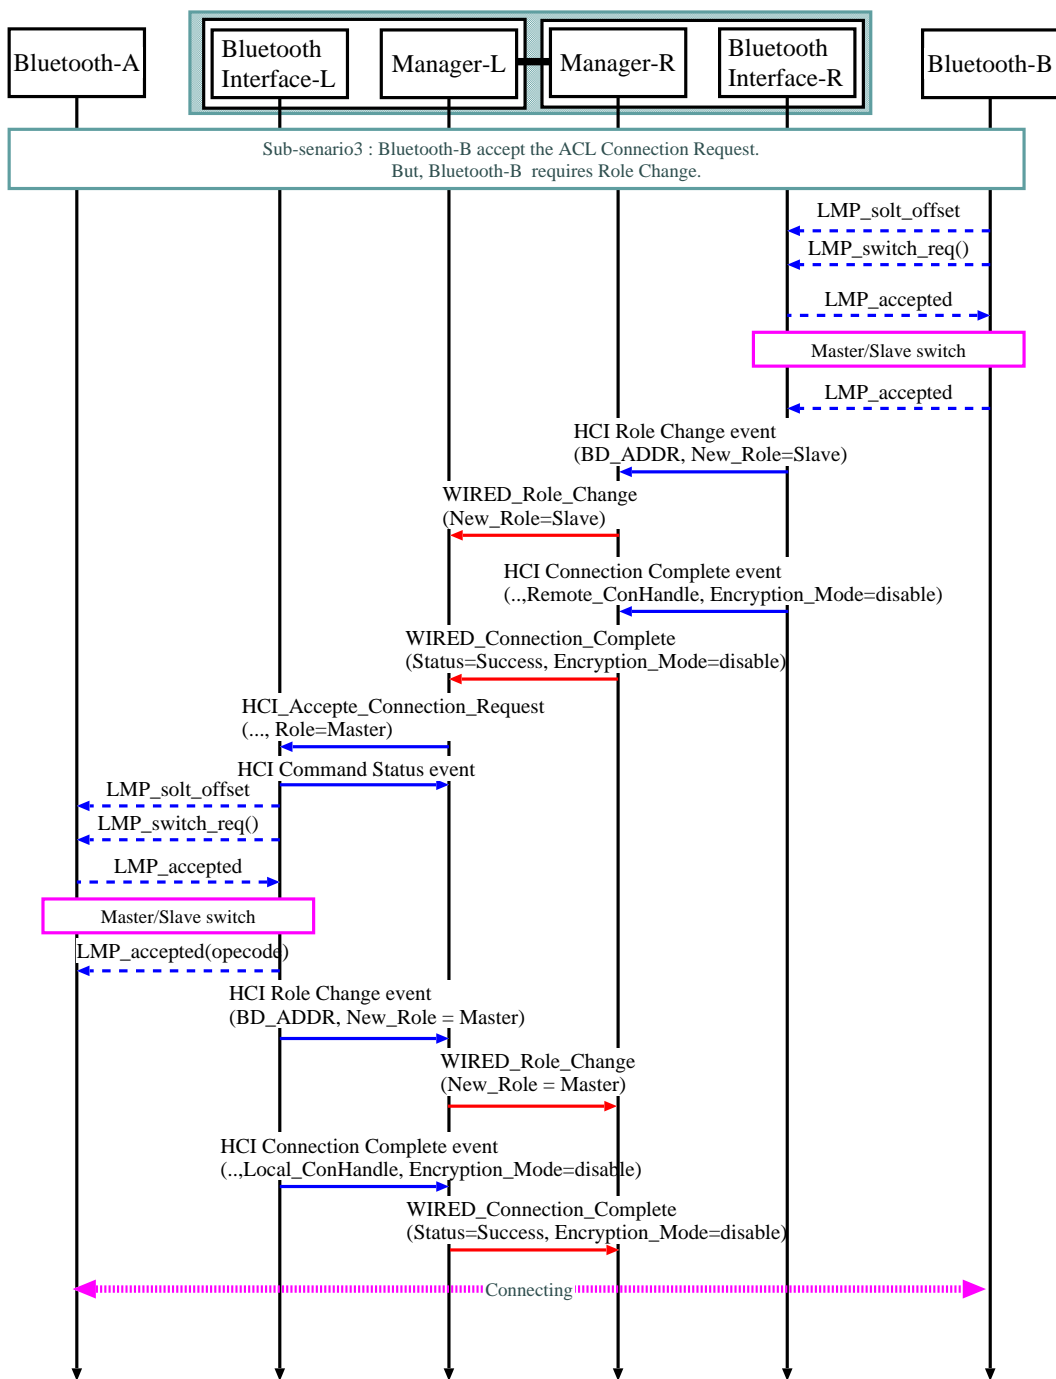 Bluetooth-A
Bluetooth
Interface-L
Manager-L
Manager-R
Bluetooth
Interface-R
Bluetooth-B
Sub-senario3 : Bluetooth-B accept the ACL Connection Request.
But, Bluetooth-B requires Role Change.
LMP_solt_offset
LMP_switch_req()
LMP_accepted
Master/Slave switch
LMP_accepted
HCI Role Change event
(BD_ADDR, New_Role=Slave)
WIRED_Role_Change
(New_Role=Slave)
HCI Connection Complete event
(..,Remote_ConHandle, Encryption_Mode=disable)
WIRED_Connection_Complete
(Status=Success, Encryption_Mode=disable)
HCI_Accepte_Connection_Request
(..., Role=Master)
HCI Command Status event
LMP_solt_offset
LMP_switch_req()
LMP_accepted
Master/Slave switch
LMP_accepted(opecode)
HCI Role Change event
(BD_ADDR, New_Role = Master)
WIRED_Role_Change
(New_Role = Master)
HCI Connection Complete event
(..,Local_ConHandle, Encryption_Mode=disable)
WIRED_Connection_Complete
(Status=Success, Encryption_Mode=disable)
Connecting